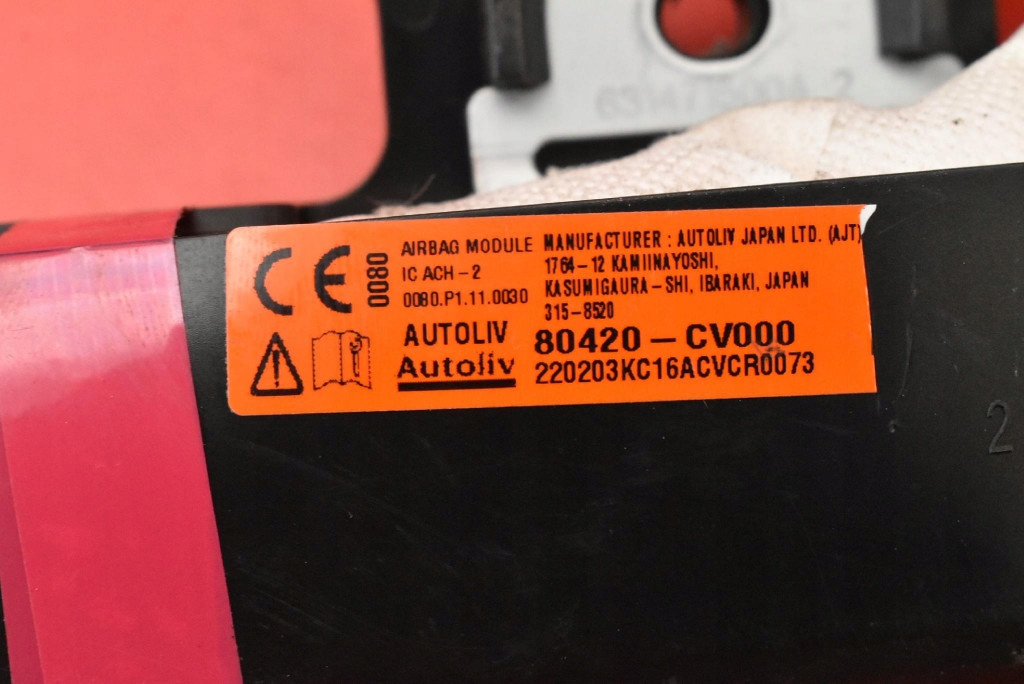 CE 0080
AIRBAG MODULE
IC ACH-2
0080.P1.11.0030
MANUFACTURER : AUTOLIV JAPAN LTD. (AJT)
1764-12 KAMIINAYOSHI,
KASUMIGAURA-SHI, IBARAKI, JAPAN
315-8520
AUTOLIV
Autoliv
80420-CV000
220203KC16ACVCR0073
2